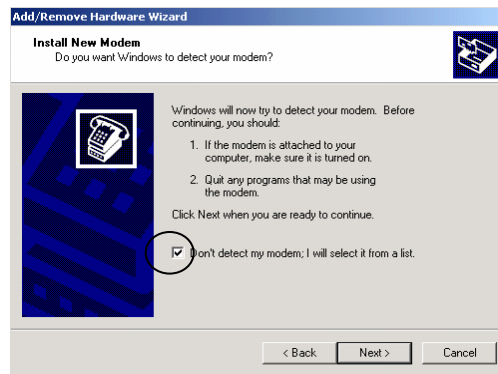 Add/Remove Hardware Wizard
Install New Modem
Do you want Windows to detect your modem?
Windows will now try to detect your modem. Before
continuing, you should:
1. If the modem is attached to your
computer, make sure it is turned on.
2. Quit any programs that may be using
the modem.
Click Next when you are ready to continue.
Don't detect my modem; I will select it from a list.
< Back Next > Cancel